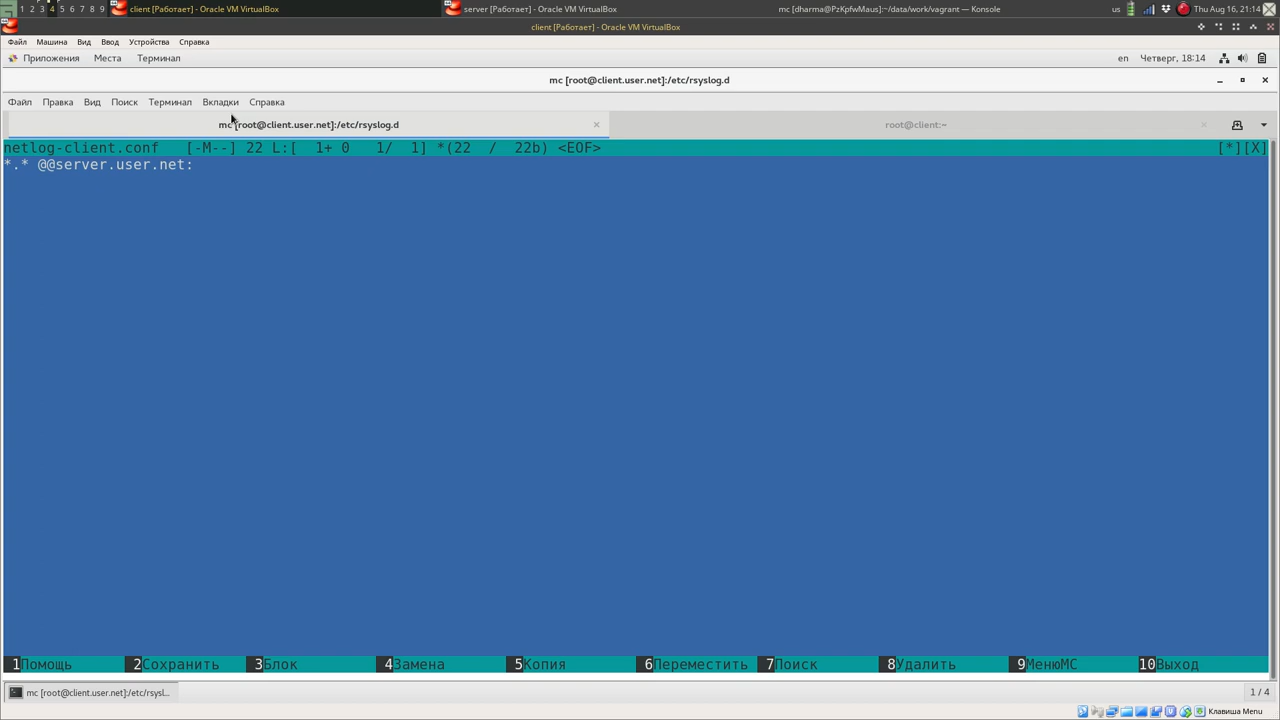 1 2 3 4 5 6 7 8 9 client [Работает] - Oracle VM VirtualBox server [Работает] - Oracle VM VirtualBox mc [dharma@PzKpfwMaus]:~/data/work/vagrant — Konsole us Thu Aug 16, 21:14
client [Работает] - Oracle VM VirtualBox
Файл Машина Вид Ввод Устройства Справка
Приложения Места Терминал en Четверг, 18:14
mc [root@client.user.net]:/etc/rsyslog.d
Файл Правка Вид Поиск Терминал Вкладки Справка
mc [root@client.user.net]:/etc/rsyslog.d root@client:~
netlog-client.conf [-M--] 22 L:[ 1+ 0 1/ 1] *(22 / 22b) <EOF> [*][X]
*.* @@server.user.net:
1Помощь 2Сохранить 3Блок 4Замена 5Копия 6Переместить 7Поиск 8Удалить 9МенюMC 10Выход
mc [root@client.user.net]:/etc/rsysl... 1 / 4
Клавиша Menu